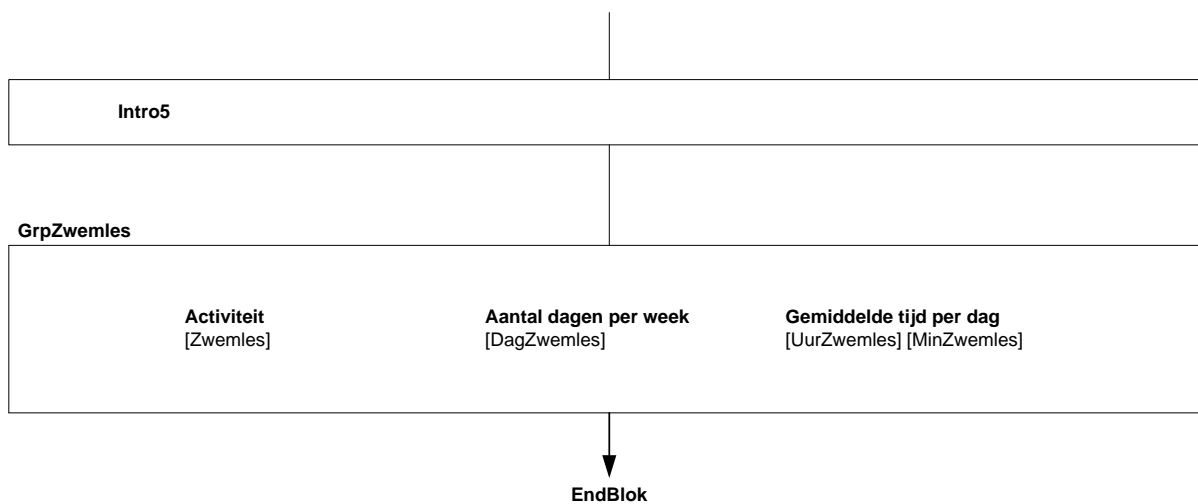 Intro5
GrpZwemles
Activiteit Aantal dagen per week Gemiddelde tijd per dag
[Zwemles] [DagZwemles] [UurZwemles] [MinZwemles]
EndBlok